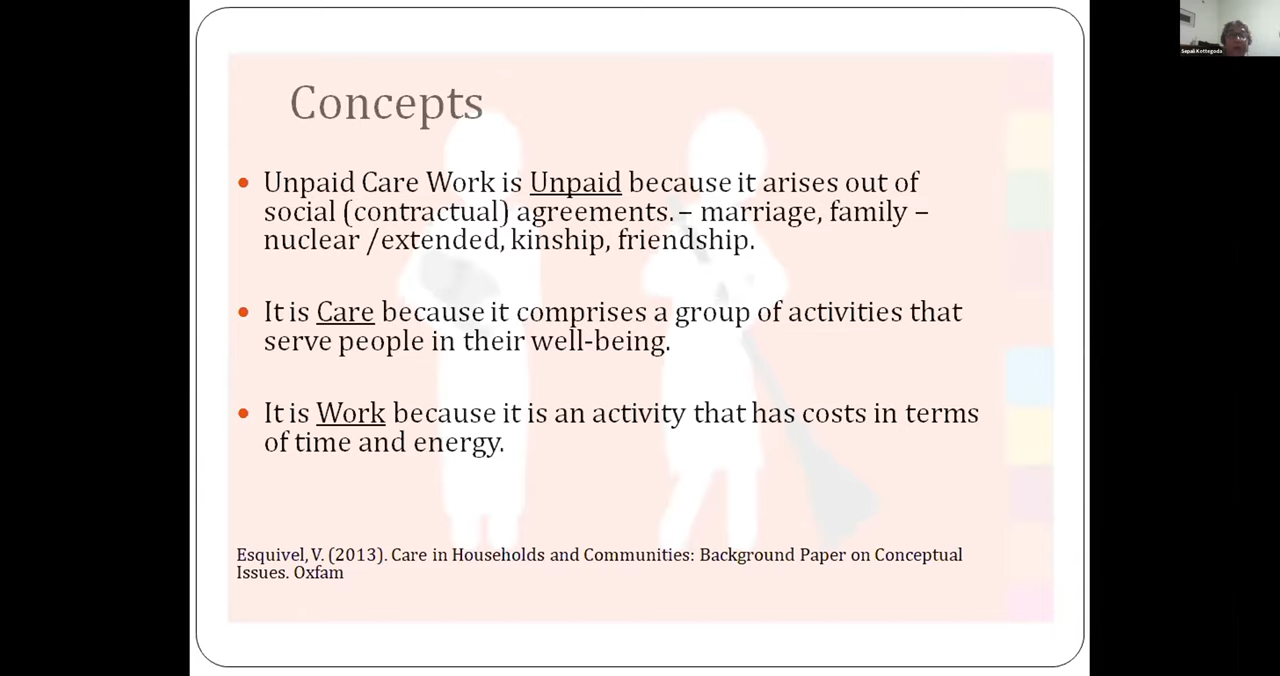 Sepali Kottegoda
Concepts
• Unpaid Care Work is Unpaid because it arises out of
social (contractual) agreements. – marriage, family –
nuclear /extended, kinship, friendship.
• It is Care because it comprises a group of activities that
serve people in their well-being.
• It is Work because it is an activity that has costs in terms
of time and energy.
Esquivel, V. (2013). Care in Households and Communities: Background Paper on Conceptual
Issues. Oxfam